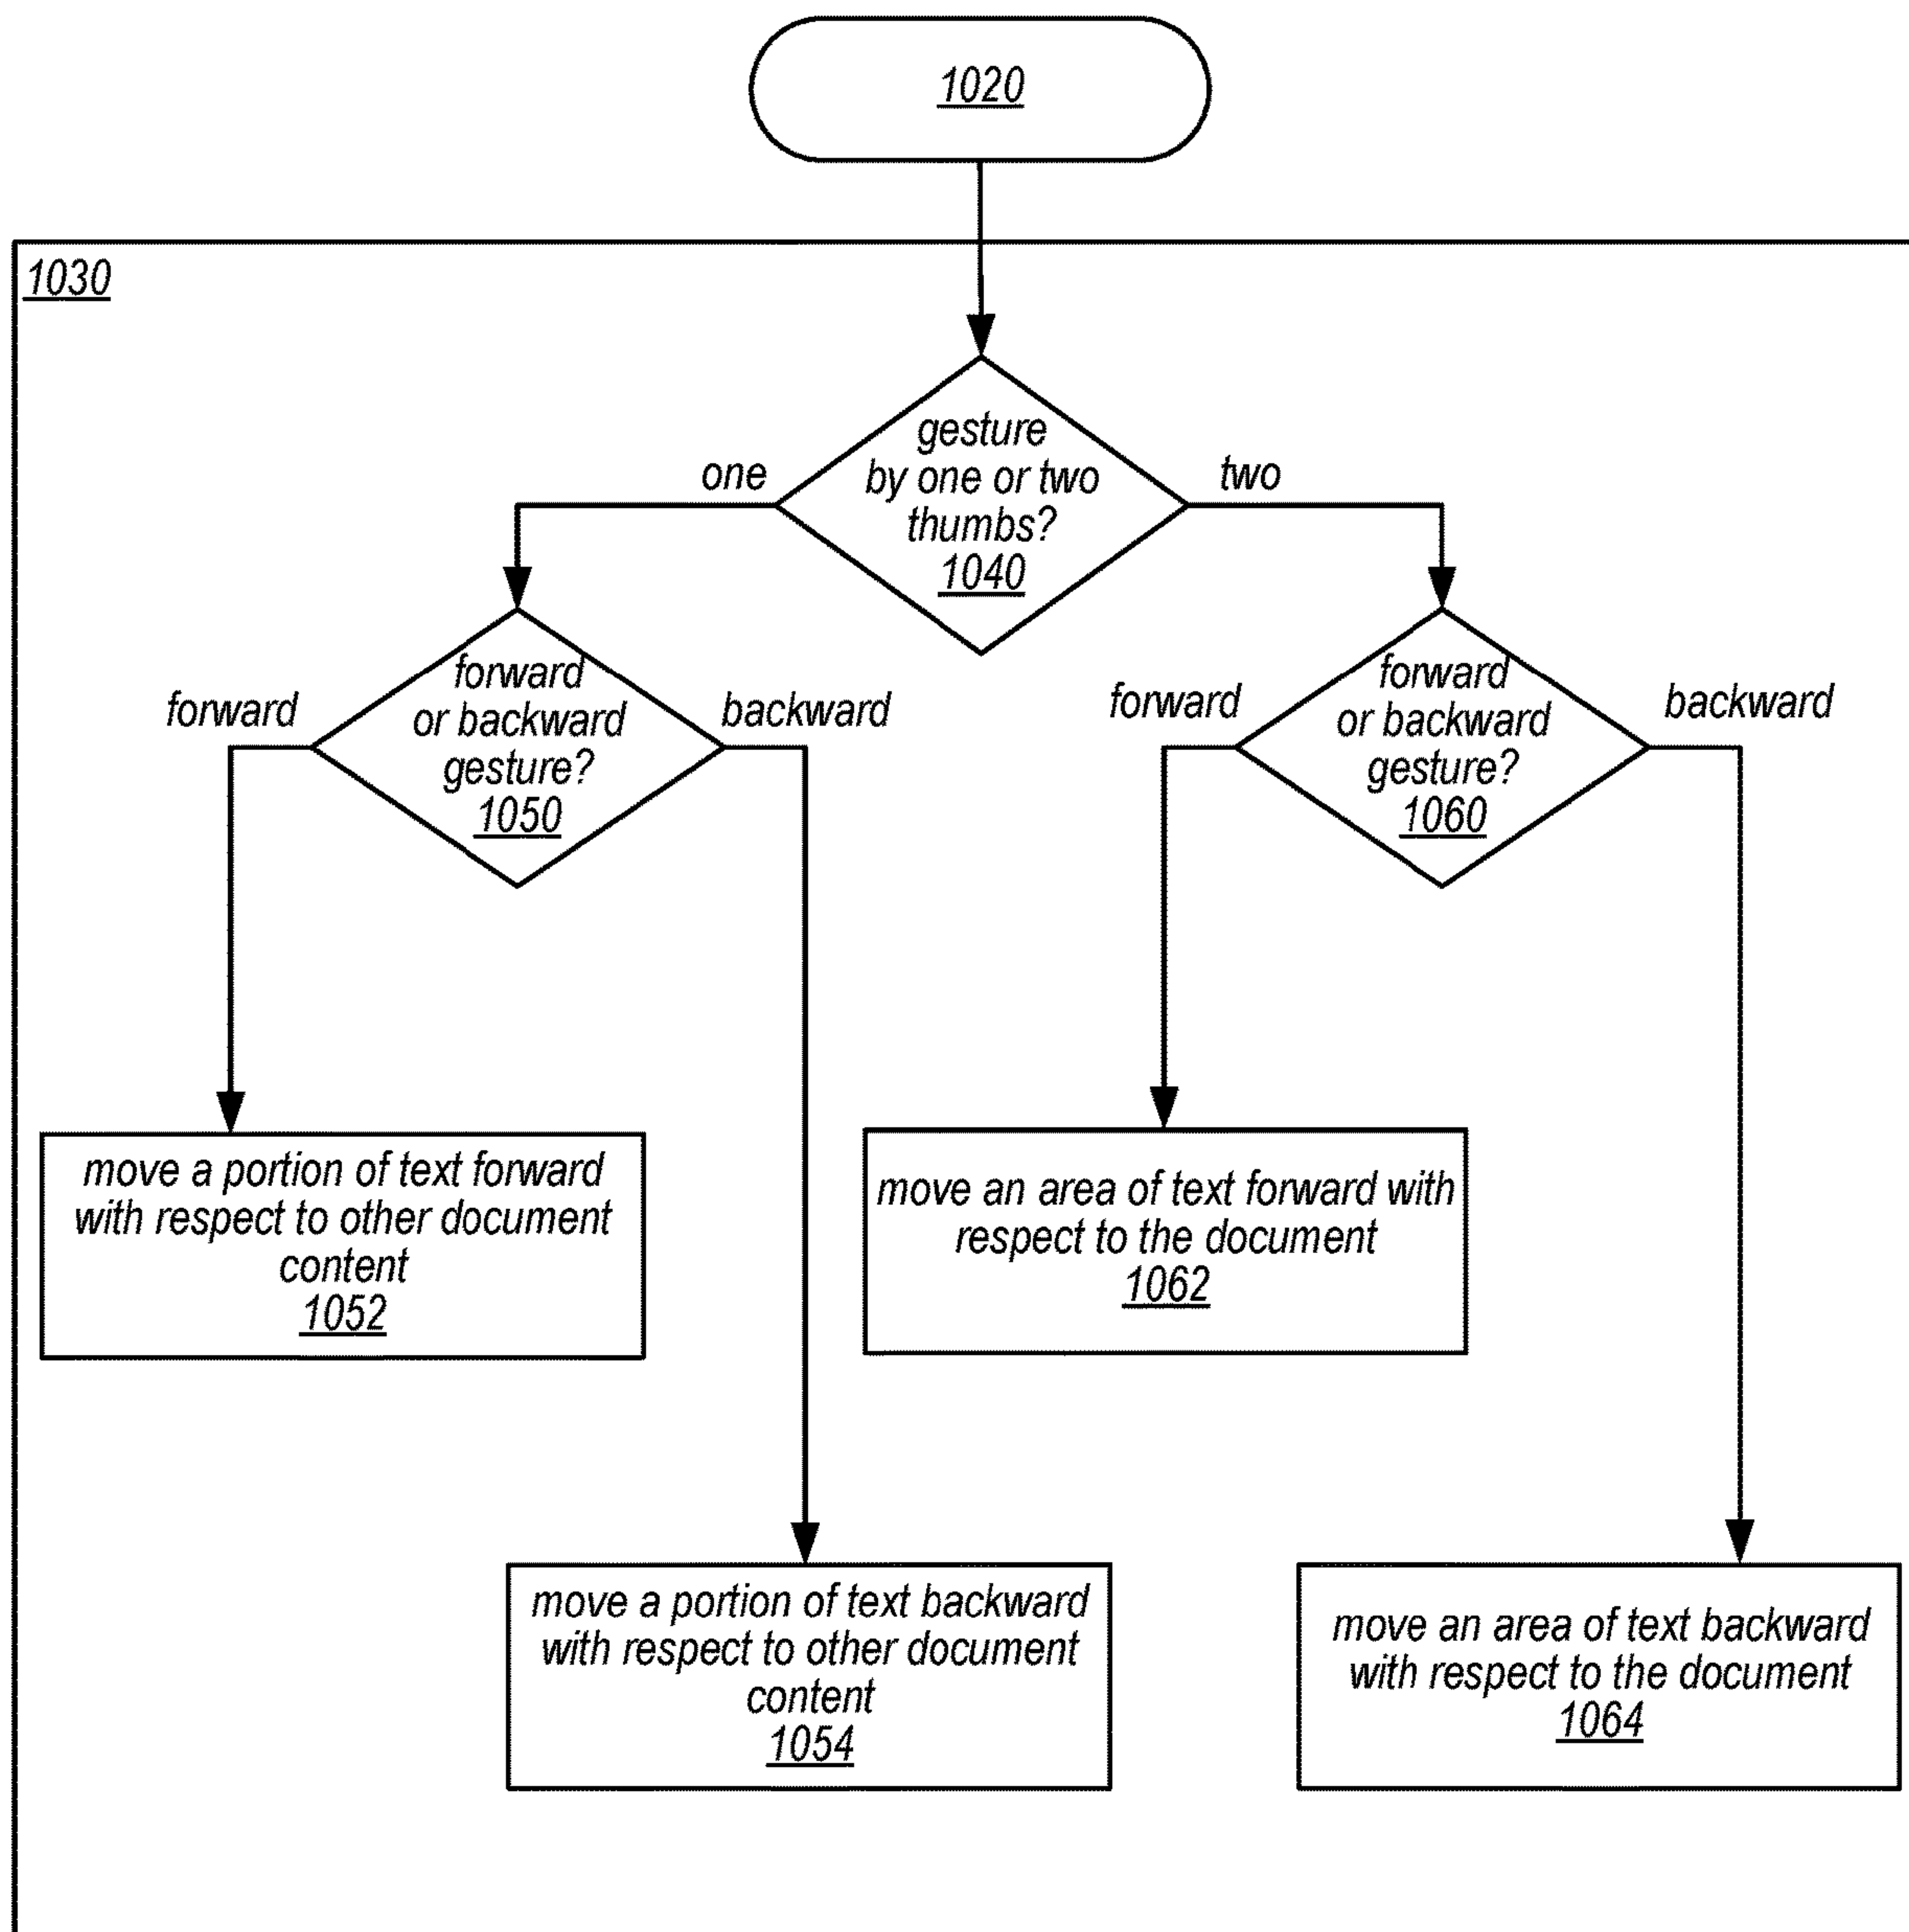 1020
1030
gesture
by one or two
thumbs?
1040
one
two
forward
or backward
gesture?
1050
forward
backward
forward
or backward
gesture?
1060
forward
backward
move a portion of text forward
with respect to other document
content
1052
move an area of text forward with
respect to the document
1062
move a portion of text backward
with respect to other document
content
1054
move an area of text backward
with respect to the document
1064